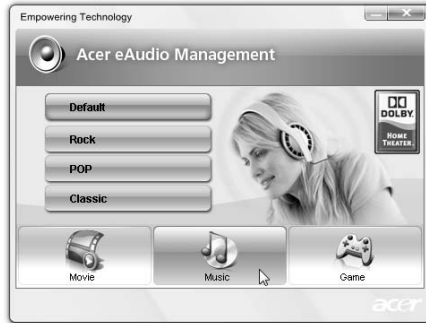 Empowering Technology
Acer eAudio Management
Default
Rock
POP
Classic
DOLBY
HOME
THEATER
Movie
Music
Game
acer